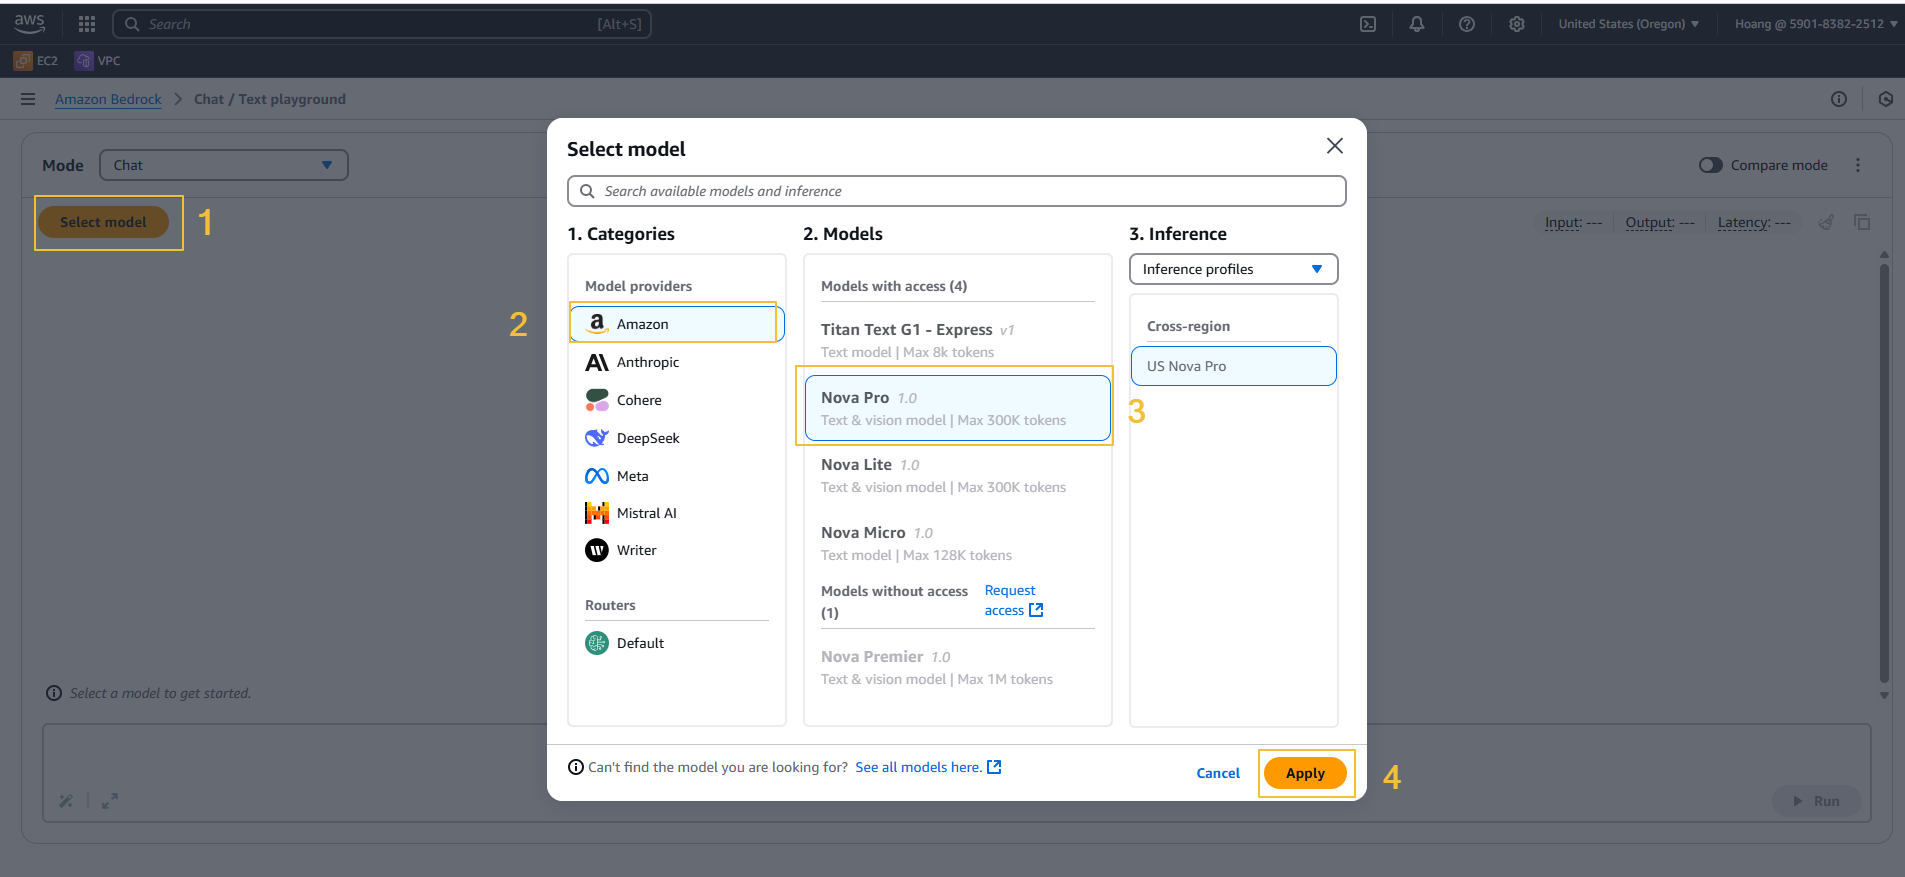 aws
Search [Alt+S]
United States (Oregon) Hoang @ 5901-8382-2512
EC2 VPC
Amazon Bedrock Chat / Text playground
Mode Chat
Compare mode
Select model
1
Input: --- Output: --- Latency: ---
Select a model to get started.
Run
Select model
Search available models and inference
1. Categories
Model providers
2
Amazon
Anthropic
Cohere
DeepSeek
Meta
Mistral AI
Writer
Routers
Default
2. Models
Models with access (4)
Titan Text G1 - Express v1
Text model | Max 8k tokens
Nova Pro 1.0
Text & vision model | Max 300K tokens
3
Nova Lite 1.0
Text & vision model | Max 300K tokens
Nova Micro 1.0
Text model | Max 128K tokens
Models without access (1)
Request access
Nova Premier 1.0
Text & vision model | Max 1M tokens
3. Inference
Inference profiles
Cross-region
US Nova Pro
Can't find the model you are looking for? See all models here.
Cancel
Apply
4